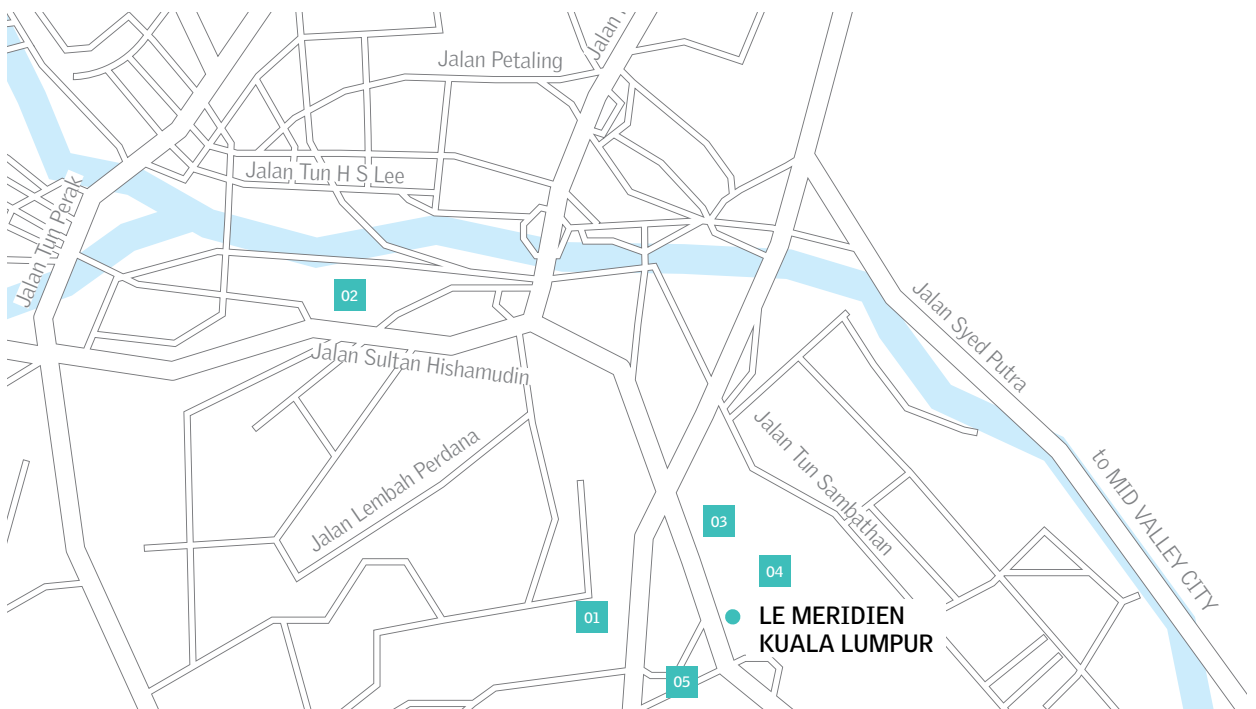 Jalan
Jalan Petaling
Jalan Tun H S Lee
Jalan Tun Perak
02
Jalan Syed Putra
Jalan Sultan Hishamudin
Jalan Tun Sambathan
Jalan Lembah Perdana
to MID VALLEY CITY
03
04
01
LE MERIDIEN
KUALA LUMPUR
05